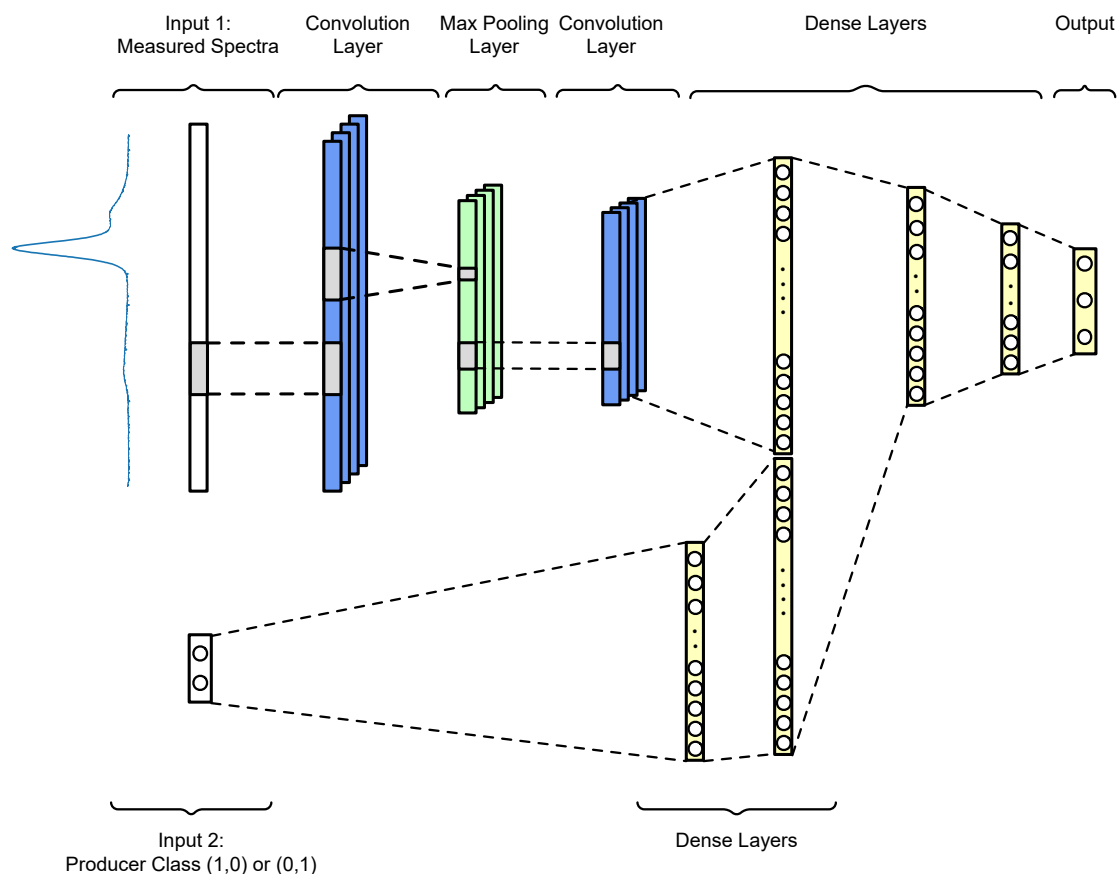 Input 1:
Measured Spectra
Convolution
Layer
Max Pooling
Layer
Convolution
Layer
Dense Layers
Output
Input 2:
Producer Class (1,0) or (0,1)
Dense Layers